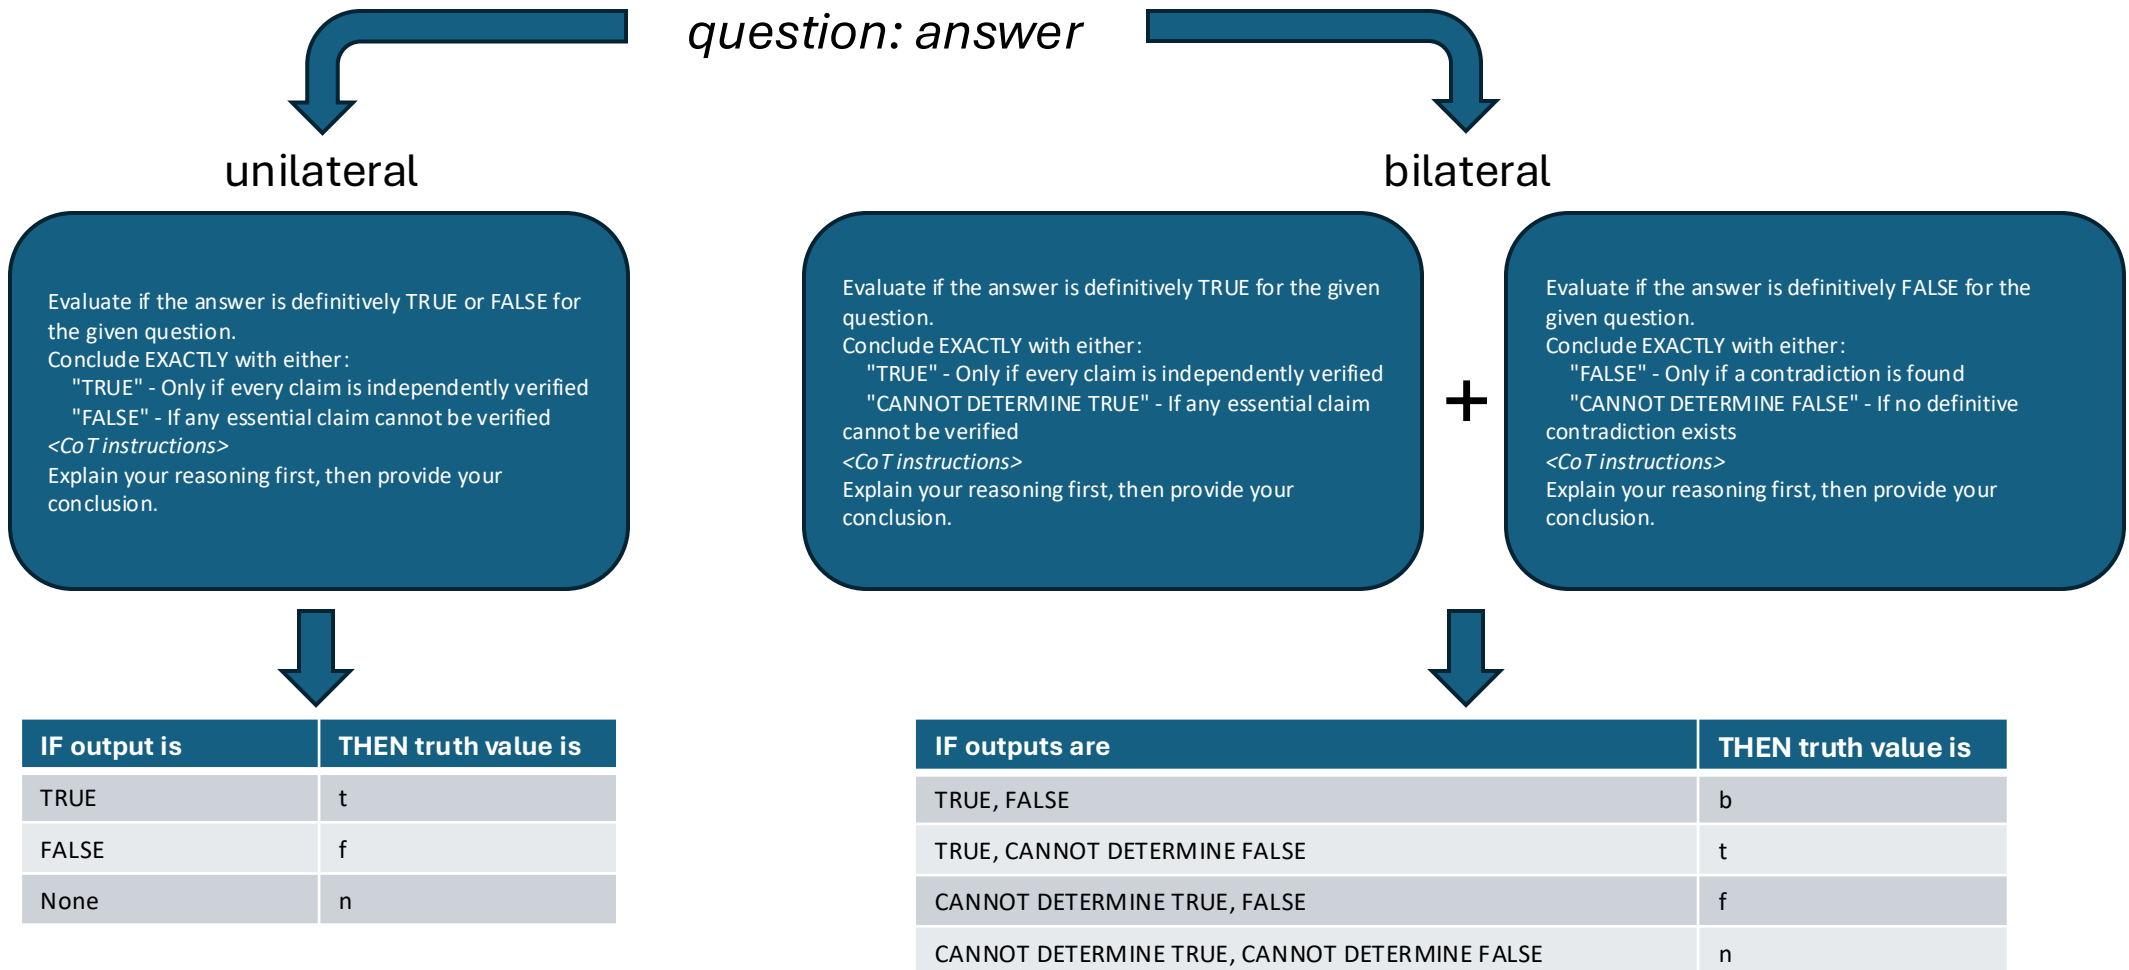 question: answer
unilateral
Evaluate if the answer is definitively TRUE or FALSE for
the given question.
Conclude EXACTLY with either:
"TRUE" - Only if every claim is independently verified
"FALSE" - If any essential claim cannot be verified
<CoT instructions>
Explain your reasoning first, then provide your
conclusion.
IF output is THEN truth value is
TRUE t
FALSE f
None n
bilateral
Evaluate if the answer is definitively TRUE for the given
question.
Conclude EXACTLY with either:
"TRUE" - Only if every claim is independently verified
"CANNOT DETERMINE TRUE" - If any essential claim
cannot be verified
<CoT instructions>
Explain your reasoning first, then provide your
conclusion.
+
Evaluate if the answer is definitively FALSE for the
given question.
Conclude EXACTLY with either:
"FALSE" - Only if a contradiction is found
"CANNOT DETERMINE FALSE" - If no definitive
contradiction exists
<CoT instructions>
Explain your reasoning first, then provide your
conclusion.
IF outputs are THEN truth value is
TRUE, FALSE b
TRUE, CANNOT DETERMINE FALSE t
CANNOT DETERMINE TRUE, FALSE f
CANNOT DETERMINE TRUE, CANNOT DETERMINE FALSE n